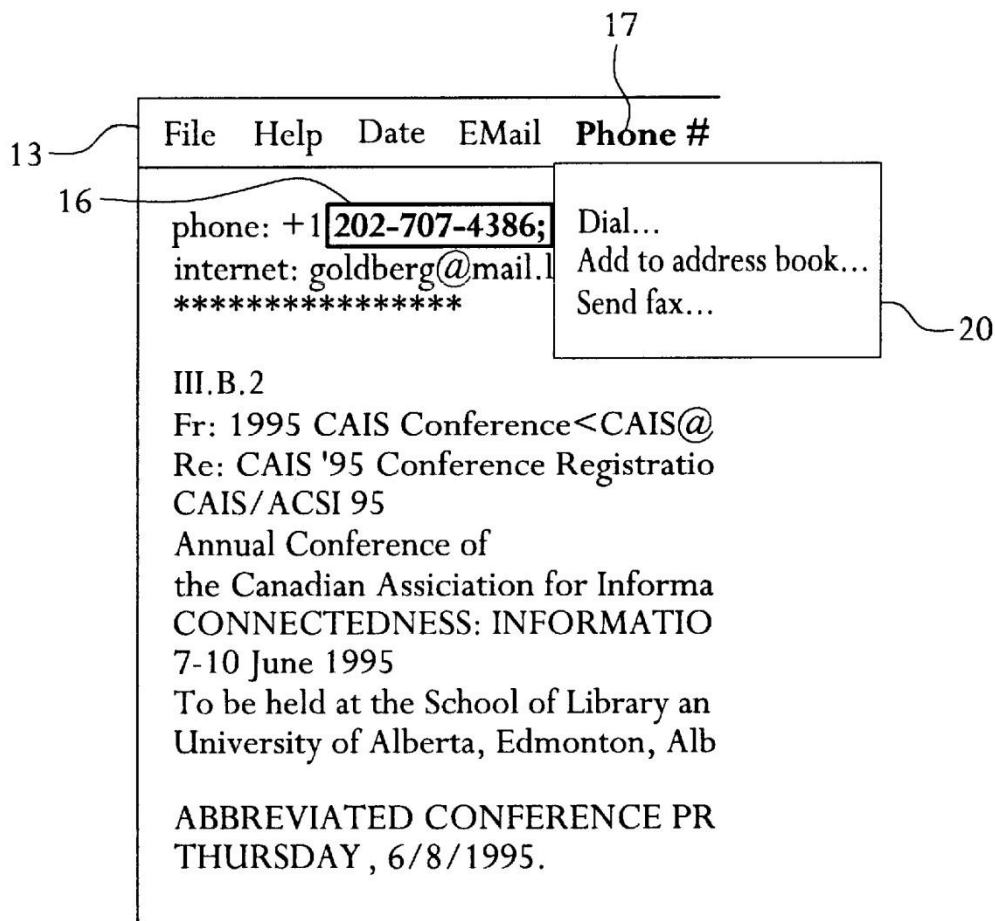 17
13
File Help Date EMail Phone #
16
phone: +1 202-707-4386;
Dial...
internet: goldberg@mail.l
Add to address book...
****************
Send fax...
20
III.B.2
Fr: 1995 CAIS Conference<CAIS@
Re: CAIS '95 Conference Registratio
CAIS/ACSI 95
Annual Conference of
the Canadian Assiciation for Informa
CONNECTEDNESS: INFORMATIO
7-10 June 1995
To be held at the School of Library an
University of Alberta, Edmonton, Alb
ABBREVIATED CONFERENCE PR
THURSDAY , 6/8/1995.